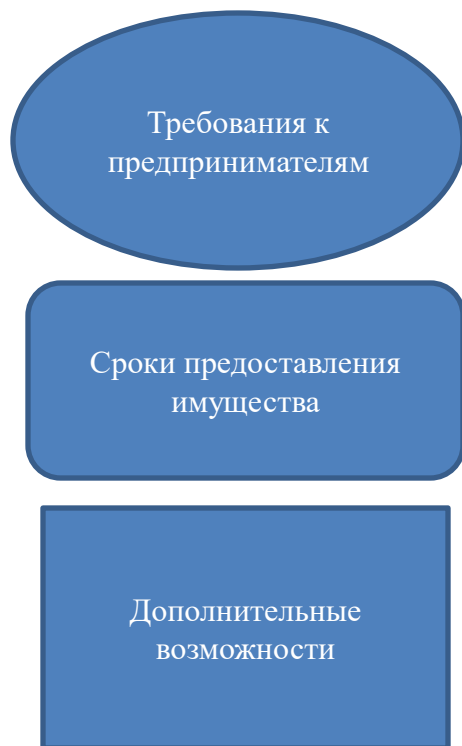 Требования к
предпринимателям
Сроки предоставления
имущества
Дополнительные
возможности